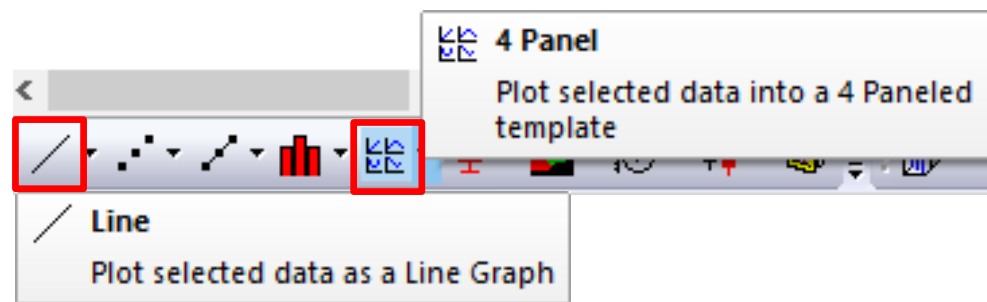 4 Panel
Plot selected data into a 4 Paneled
template
Line
Plot selected data as a Line Graph